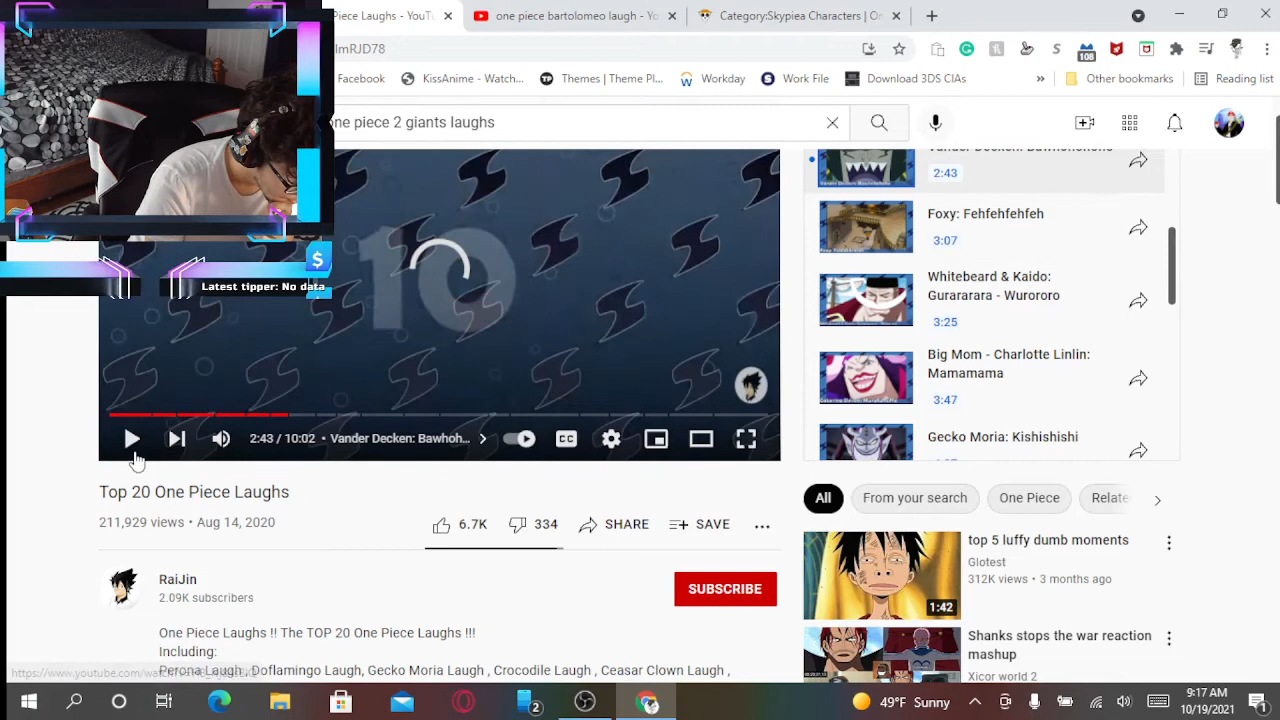 Piece Laughs - YouT
one piece bartolomeo laugh - Yo
Category:Skypiea Characters | On
lmRJD78
108
Facebook
KissAnime - Watch...
Themes | Theme Pl...
Workday
Work File
Download 3DS CIAs
»
Other bookmarks
Reading list
ne piece 2 giants laughs
Latest tipper: No data
10
2:43 / 10:02 • Vander Decken: Bawhoh...
CC
2:43
Foxy: Fehfehfehfeh
3:07
Whitebeard & Kaido:
Gurararara - Wurororo
3:25
Big Mom - Charlotte Linlin:
Mamamama
3:47
Gecko Moria: Kishishishi
Top 20 One Piece Laughs
211,929 views • Aug 14, 2020
6.7K
334
SHARE
SAVE
All
From your search
One Piece
Relate
RaiJin
2.09K subscribers
SUBSCRIBE
One Piece Laughs !! The TOP 20 One Piece Laughs !!!
Including:
Perona Laugh, Doflamingo Laugh, Gecko Moria Laugh , Crocodile Laugh , Ceasar Clown Laugh ,
top 5 luffy dumb moments
Glotest
312K views • 3 months ago
1:42
Shanks stops the war reaction
mashup
Xicor world 2
2
49°F Sunny
9:17 AM
10/19/2021
1